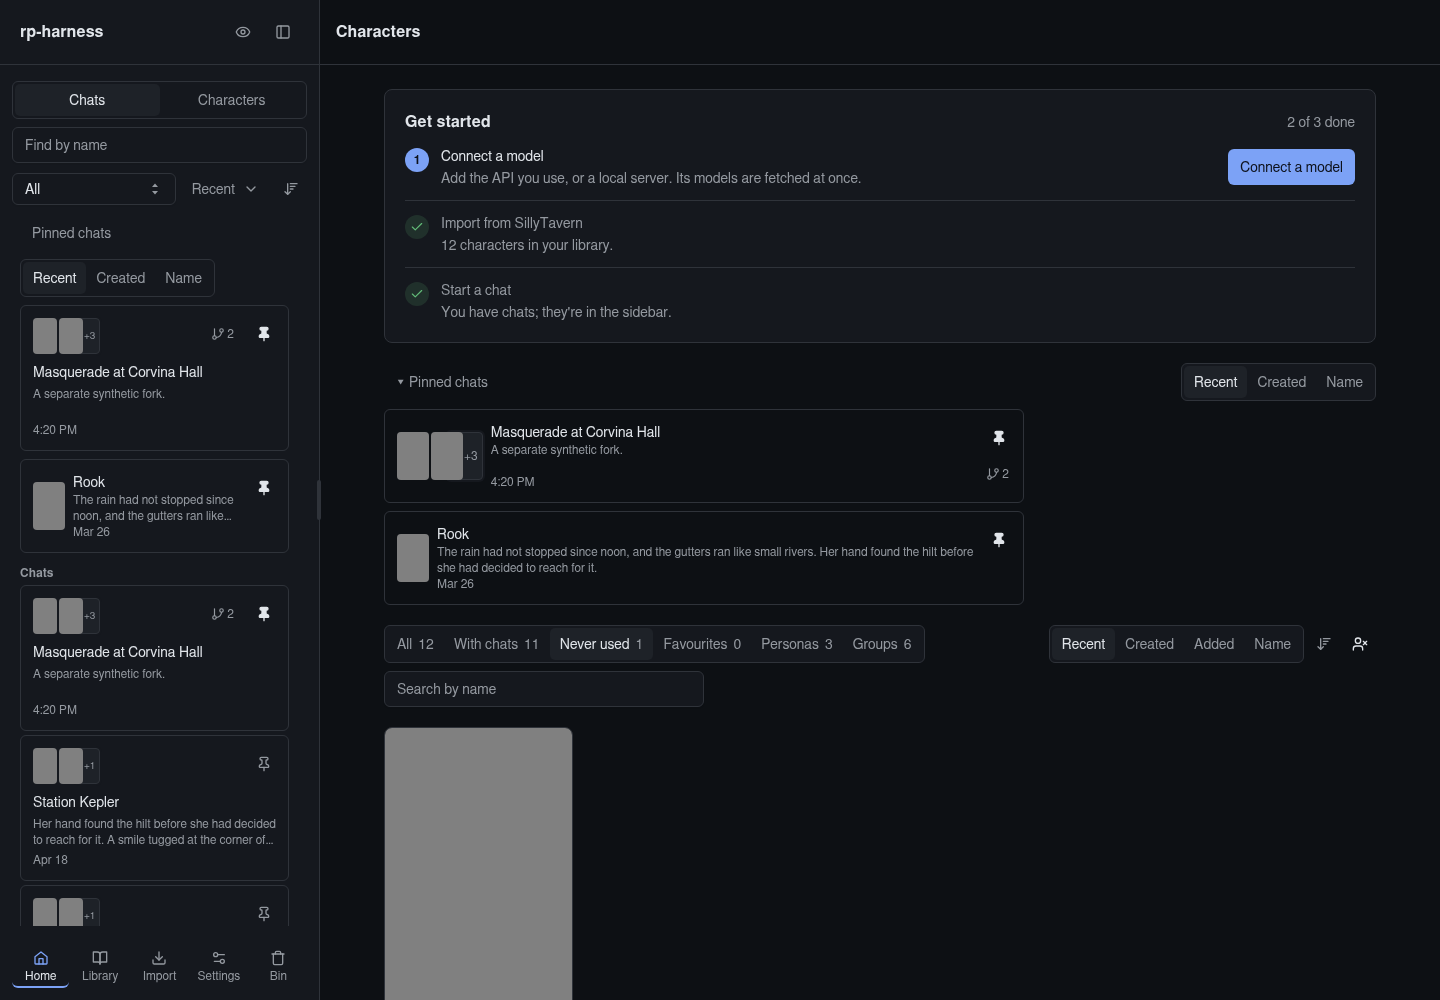 rp-harness
Chats
Characters
Find by name
All
Recent
Pinned chats
Recent
Created
Name
+3
2
Masquerade at Corvina Hall
A separate synthetic fork.
4:20 PM
Rook
The rain had not stopped since
noon, and the gutters ran like…
Mar 26
Chats
+3
2
Masquerade at Corvina Hall
A separate synthetic fork.
4:20 PM
+1
Station Kepler
Her hand found the hilt before she had decided
to reach for it. A smile tugged at the corner of…
Apr 18
+1
Home
Library
Import
Settings
Bin
Characters
Get started
2 of 3 done
1
Connect a model
Add the API you use, or a local server. Its models are fetched at once.
Connect a model
Import from SillyTavern
12 characters in your library.
Start a chat
You have chats; they're in the sidebar.
Pinned chats
Recent
Created
Name
+3
Masquerade at Corvina Hall
A separate synthetic fork.
4:20 PM
2
Rook
The rain had not stopped since noon, and the gutters ran like small rivers. Her hand found the hilt before
she had decided to reach for it.
Mar 26
All 12
With chats 11
Never used 1
Favourites 0
Personas 3
Groups 6
Recent
Created
Added
Name
Search by name